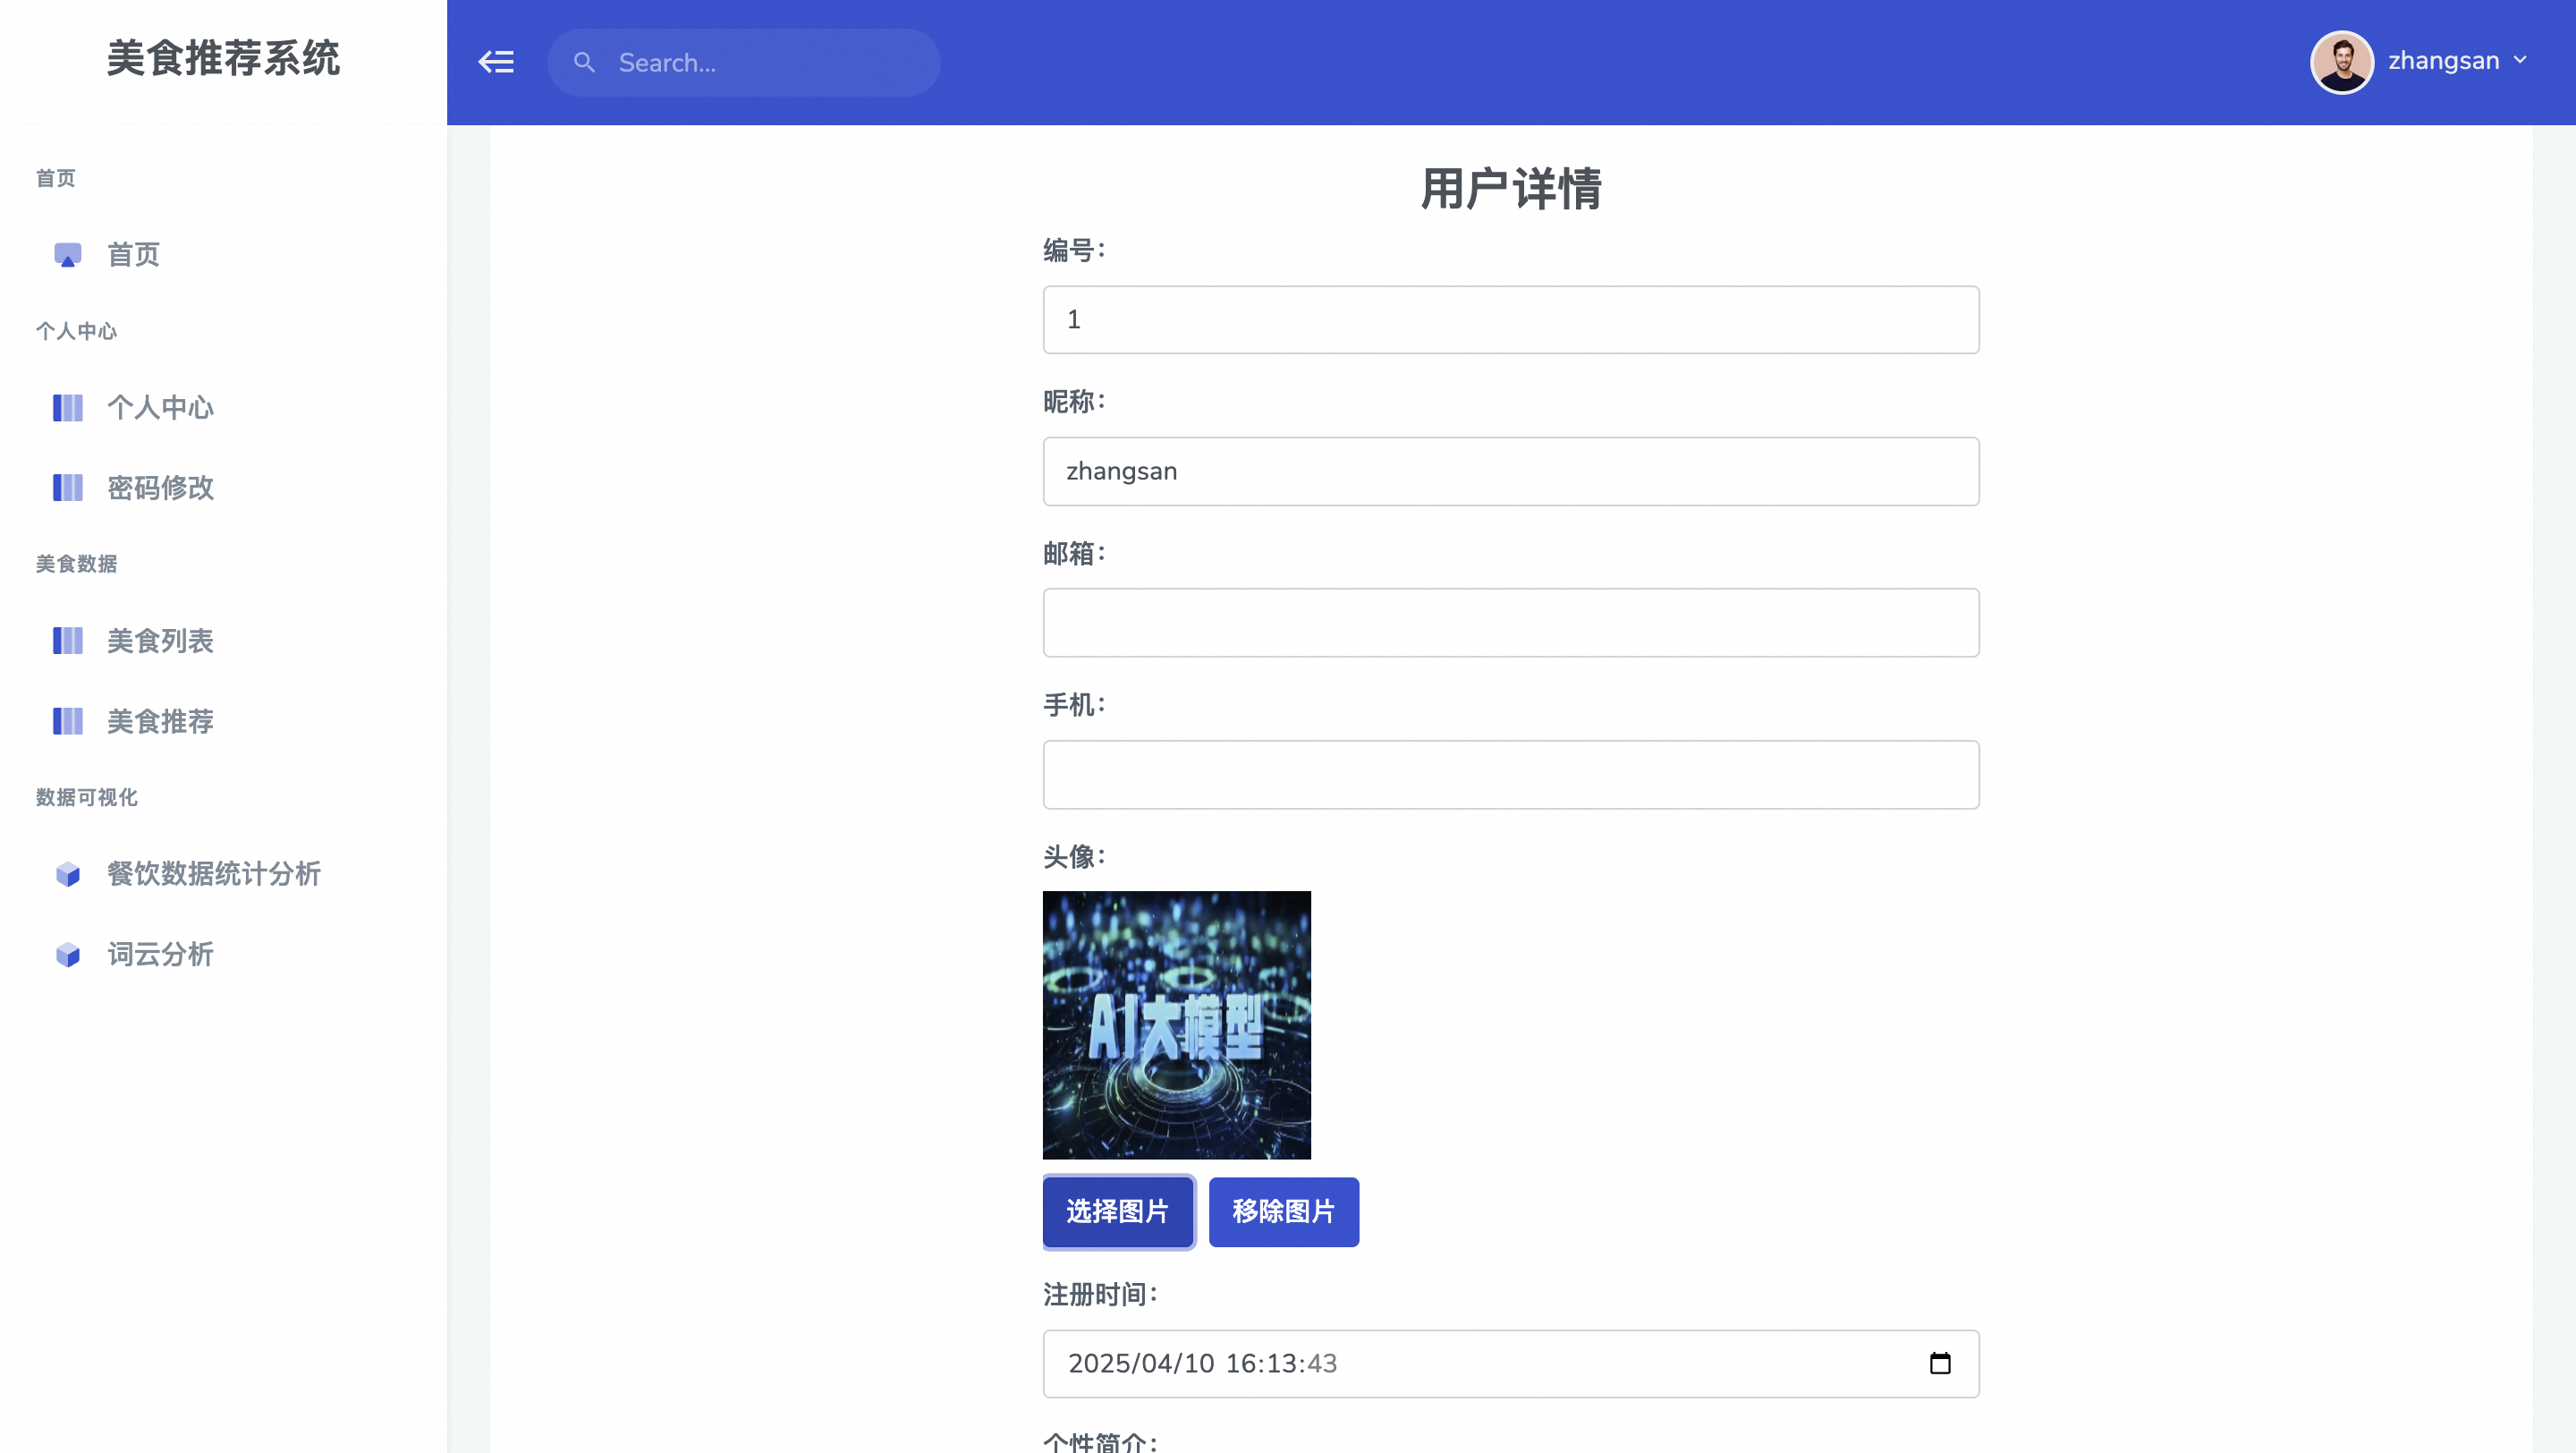 美食推荐系统
Search...
zhangsan
首页
首页
个人中心
个人中心
密码修改
美食数据
美食列表
美食推荐
数据可视化
餐饮数据统计分析
词云分析
用户详情
编号：
1
昵称：
zhangsan
邮箱：
手机：
头像：
AI大模型
选择图片
移除图片
注册时间：
2025/04/10 16:13:43
个性简介：